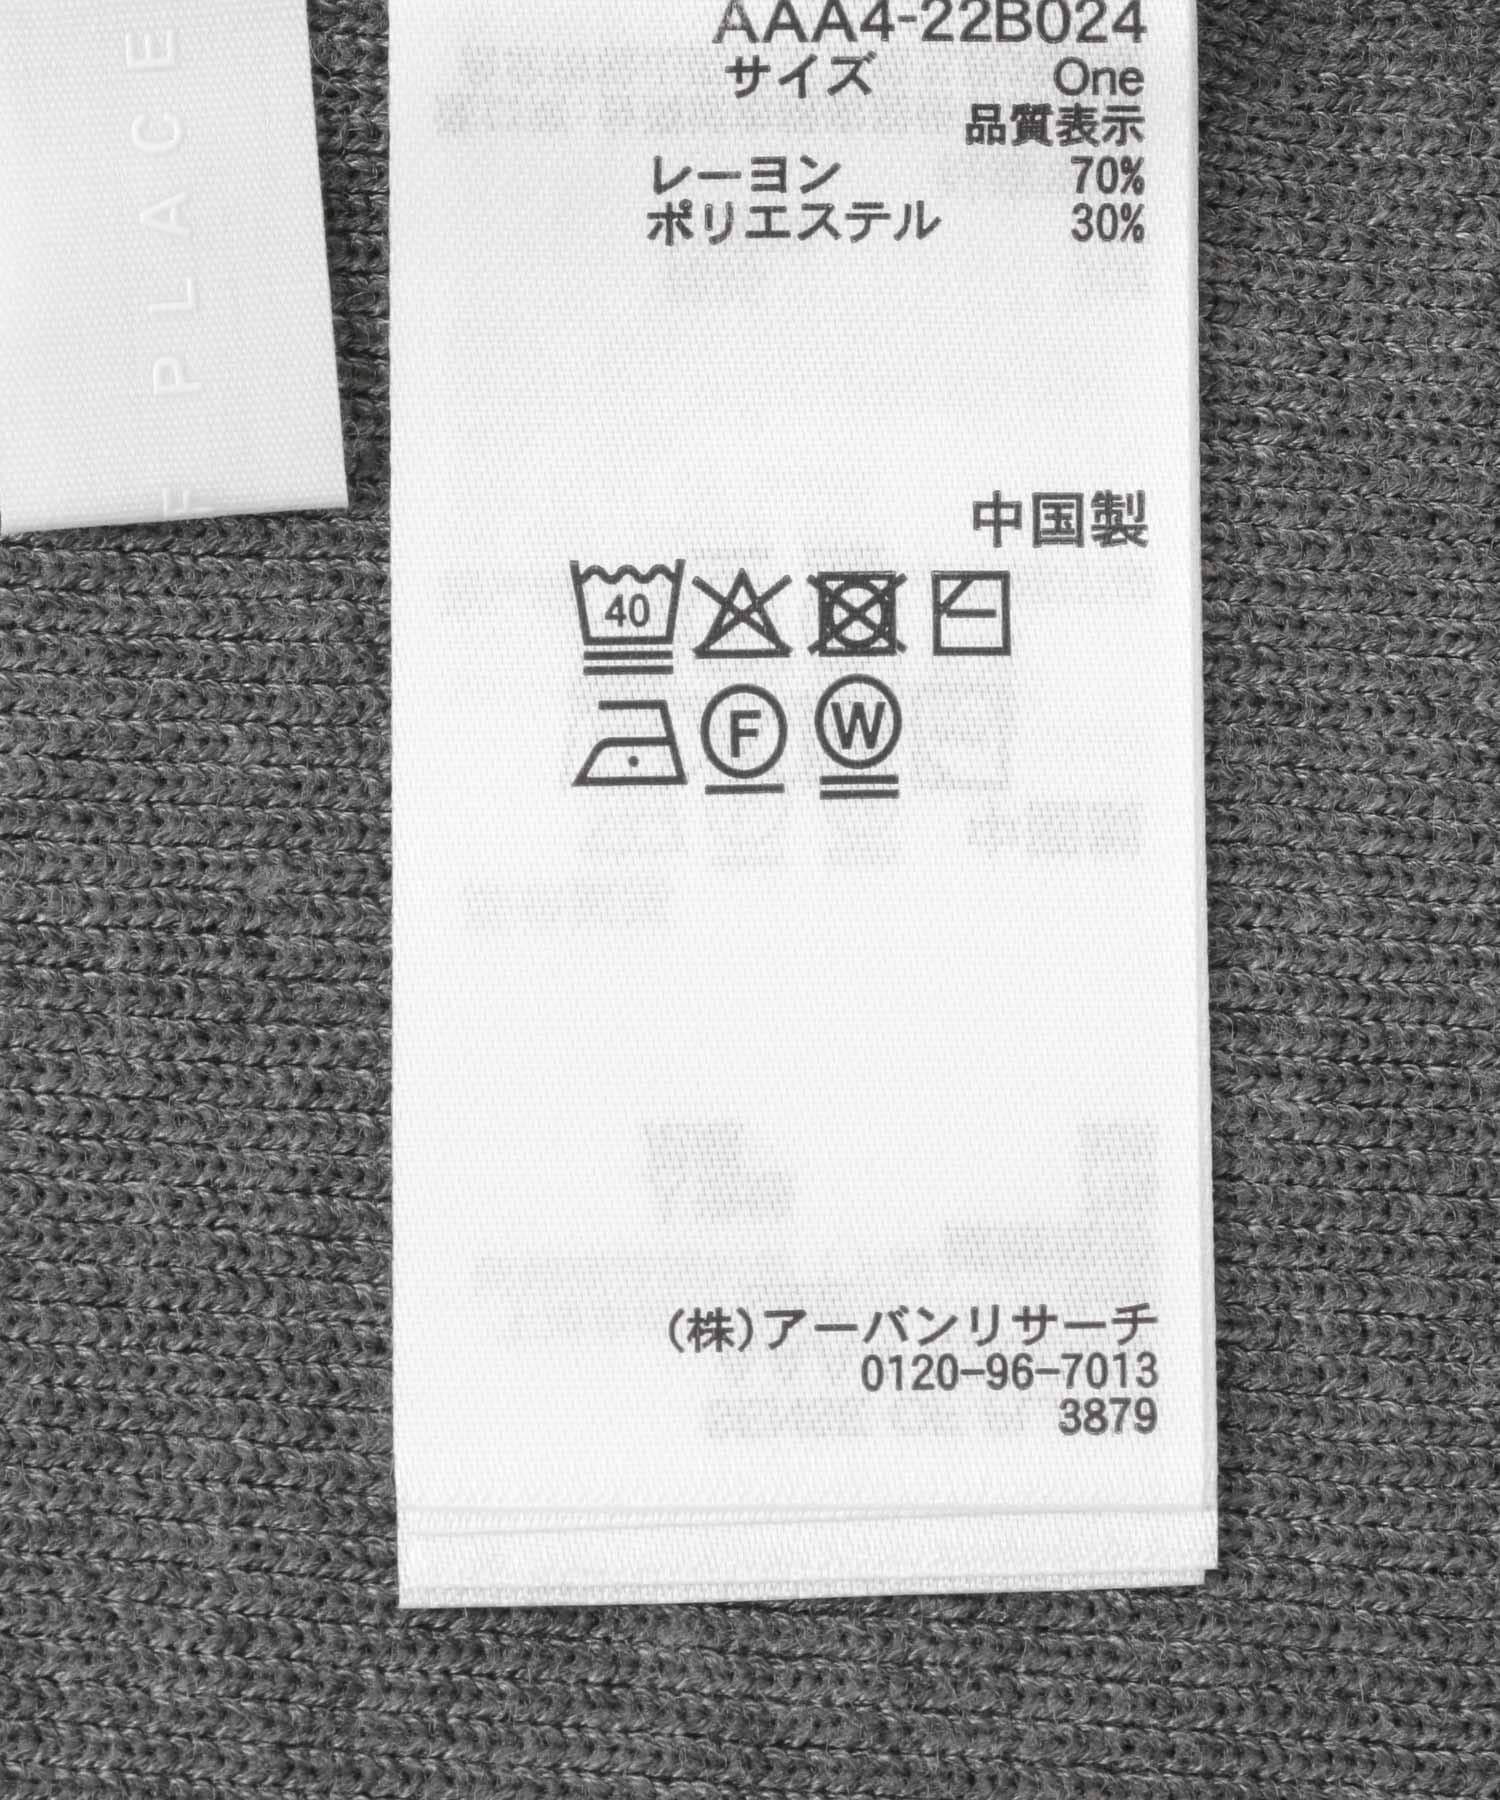 PLACE
AAA4-22B024
サイズ One
品質表示
レーヨン 70%
ポリエステル 30%
中国製
40
F W
(株)アーバンリサーチ
0120-96-7013
3879